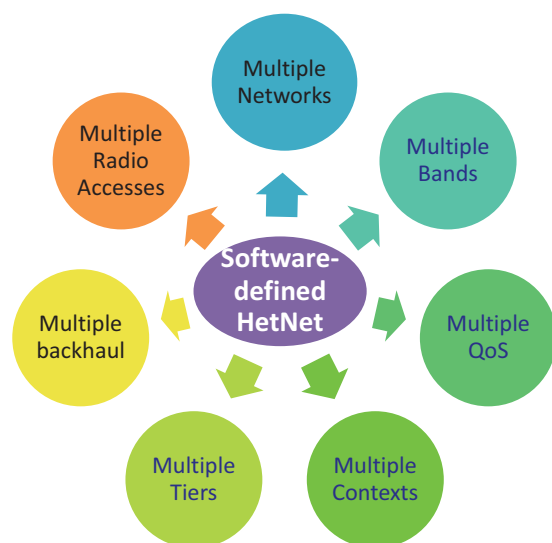 Multiple
Networks
Multiple
Bands
Multiple
QoS
Multiple
Contexts
Multiple
Tiers
Multiple
backhaul
Multiple
Radio
Accesses
Software-
defined
HetNet